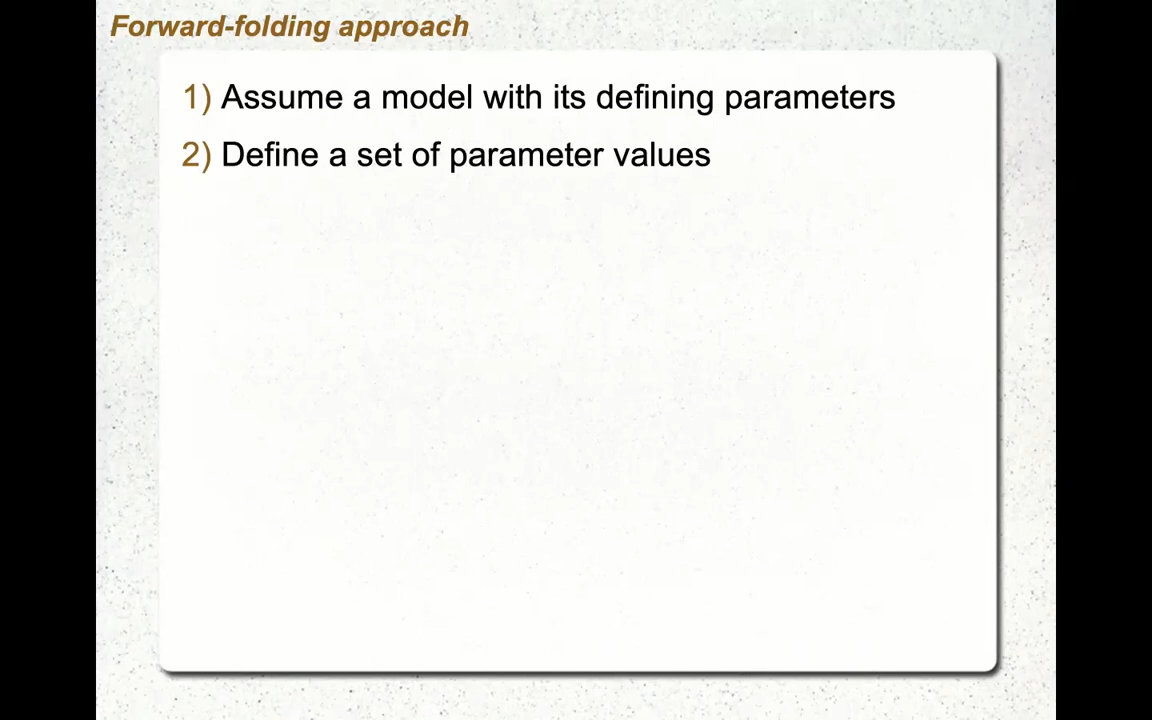 Forward-folding approach
1) Assume a model with its defining parameters
2) Define a set of parameter values